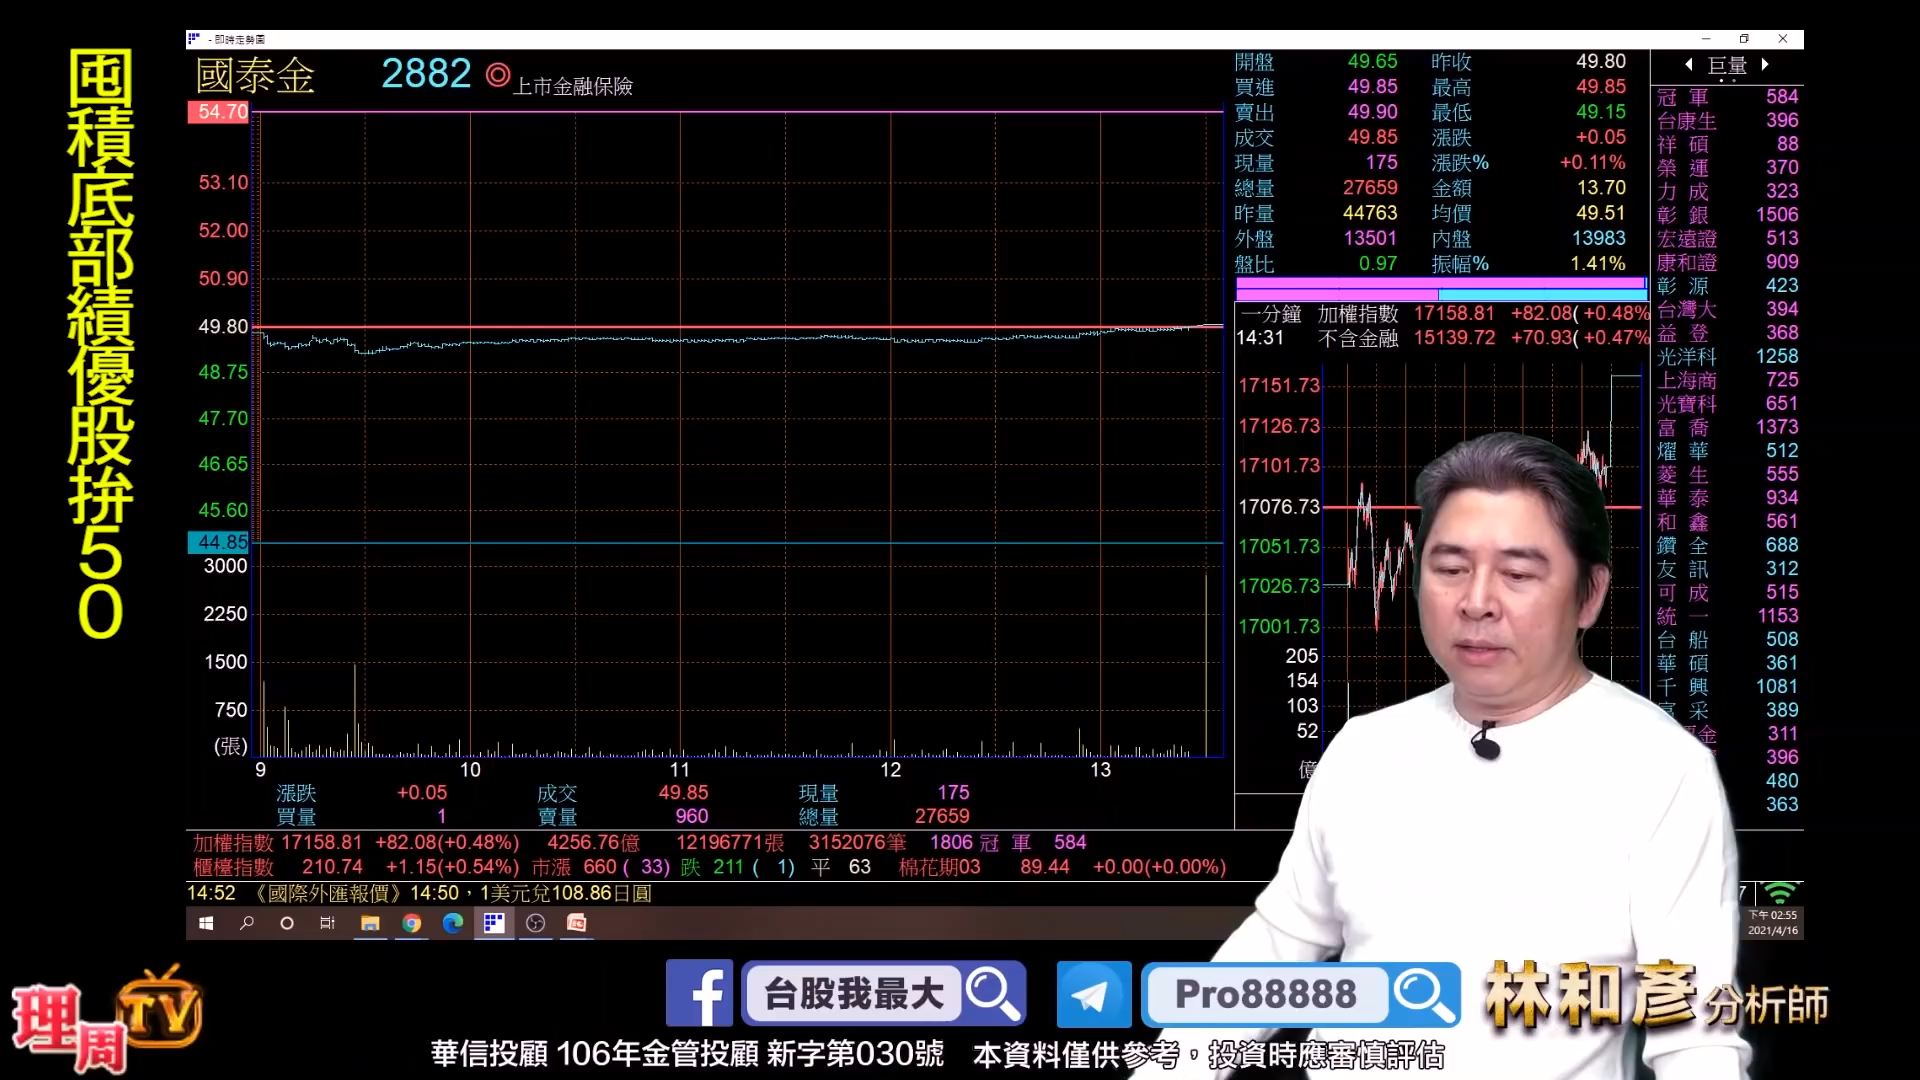 囤積底部績優股拚50
- 即時走勢圖
國泰金 2882 ◎上市金融保險
54.70
53.10
52.00
50.90
49.80
48.75
47.70
46.65
45.60
44.85
3000
2250
1500
750
(張)
9 10 11 12 13
漲跌 +0.05 成交 49.85 現量 175
買量 1 賣量 960 總量 27659
開盤 49.65 昨收 49.80
買進 49.85 最高 49.85
賣出 49.90 最低 49.15
成交 49.85 漲跌 +0.05
現量 175 漲跌% +0.11%
總量 27659 金額 13.70
昨量 44763 均價 49.51
外盤 13501 內盤 13983
盤比 0.97 振幅% 1.41%
一分鐘 加權指數 17158.81 +82.08( +0.48%
14:31 不含金融 15139.72 +70.93( +0.47%
17151.73
17126.73
17101.73
17076.73
17051.73
17026.73
17001.73
205
154
103
52
億
巨量
冠軍 584
台康生 396
祥碩 88
榮運 370
力成 323
彰銀 1506
宏遠證 513
康和證 909
彰源 423
台灣大 394
益登 368
光洋科 1258
上海商 725
光寶科 651
富喬 1373
燿華 512
菱生 555
華泰 934
和鑫 561
鑽全 688
友訊 312
可成 515
統一 1153
台船 508
華碩 361
千興 1081
富采 389
金 311
396
480
363
加權指數 17158.81 +82.08(+0.48%) 4256.76億 12196771張 3152076筆 1806 冠軍 584
櫃檯指數 210.74 +1.15(+0.54%) 市漲 660 ( 33) 跌 211 ( 1) 平 63 棉花期03 89.44 +0.00(+0.00%)
14:52 《國際外匯報價》14:50，1美元兌108.86日圓
下午 02:55
2021/4/16
理周TV
台股我最大
Pro88888
林和彥分析師
華信投顧 106年金管投顧 新字第030號 本資料僅供參考，投資時應審慎評估